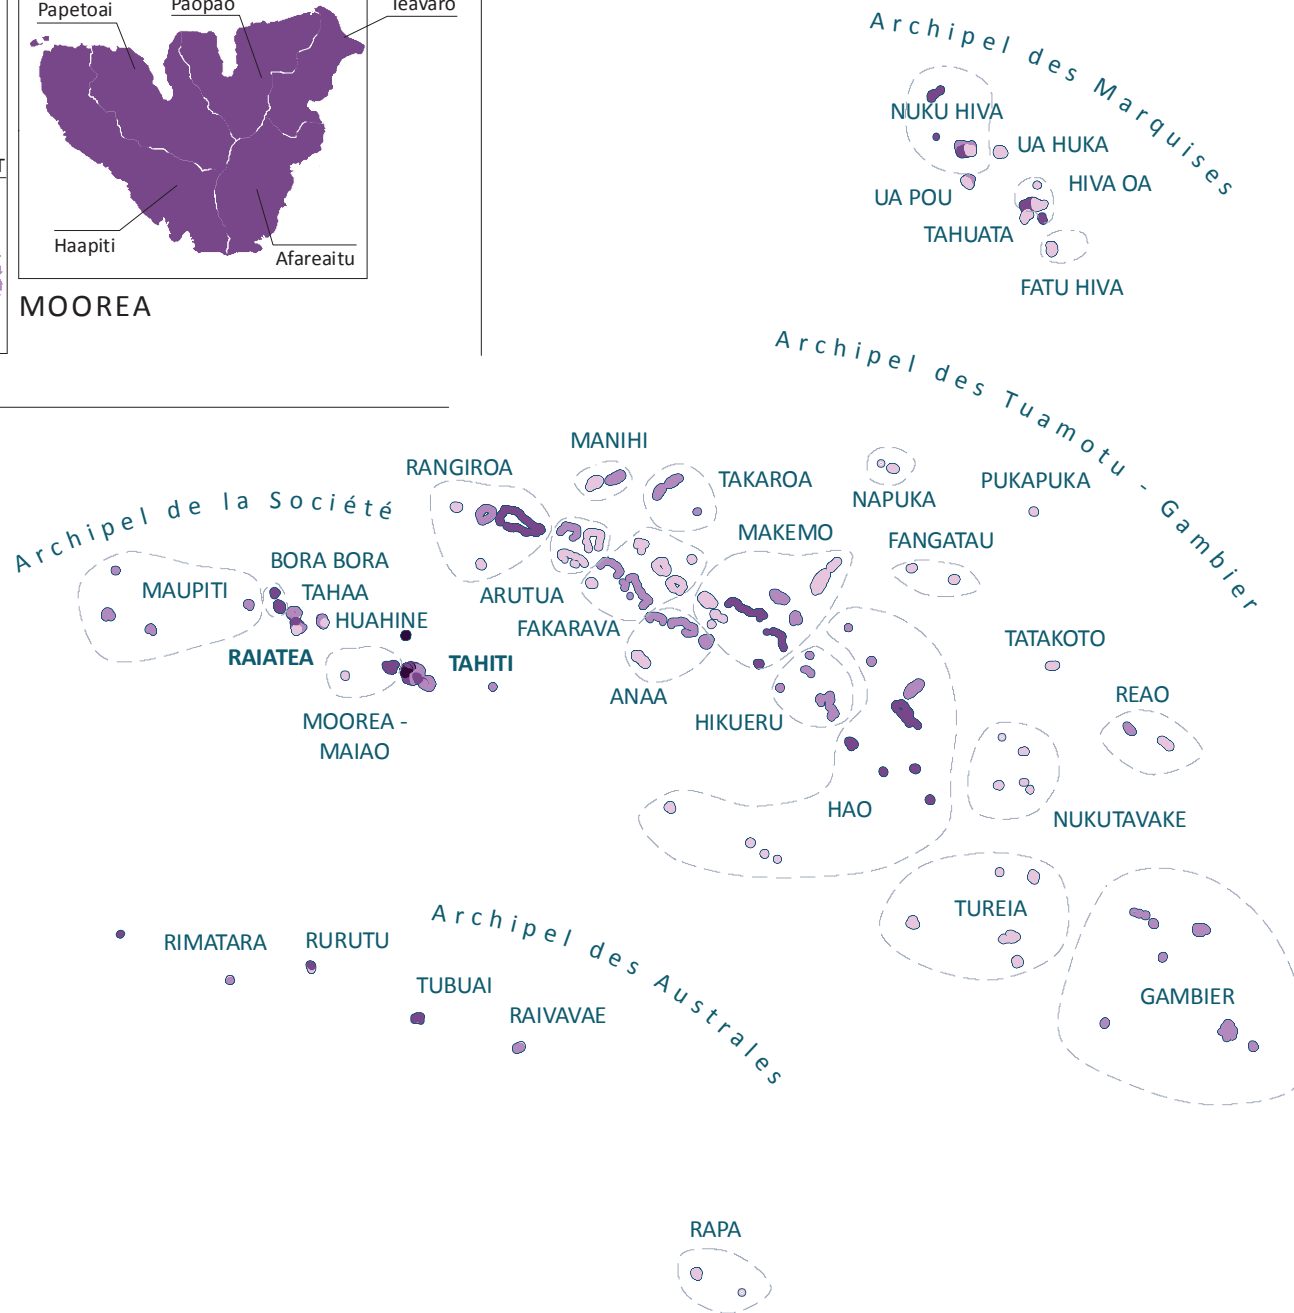 Papetoai
Paopao
Teavaro
Haapiti
Afareaitu
MOOREA
Archipel des Marquises
NUKU HIVA
UA HUKA
HIVA OA
UA POU
TAHUATA
FATU HIVA
Archipel des Tuamotu - Gambier
MANIHI
RANGIROA
TAKAROA
NAPUKA
PUKAPUKA
Archipel de la Société
MAKEMO
FANGATAU
BORA BORA
MAUPITI
TAHAA
ARUTUA
HUAHINE
FAKARAVA
TATAKOTO
RAIATEA
TAHITI
ANAA
REAO
HIKUERU
MOOREA -
MAIAO
HAO
NUKUTAVAKE
TUREIA
Archipel des Australes
RIMATARA
RURUTU
TUBUAI
RAIVAVAE
GAMBIER
RAPA